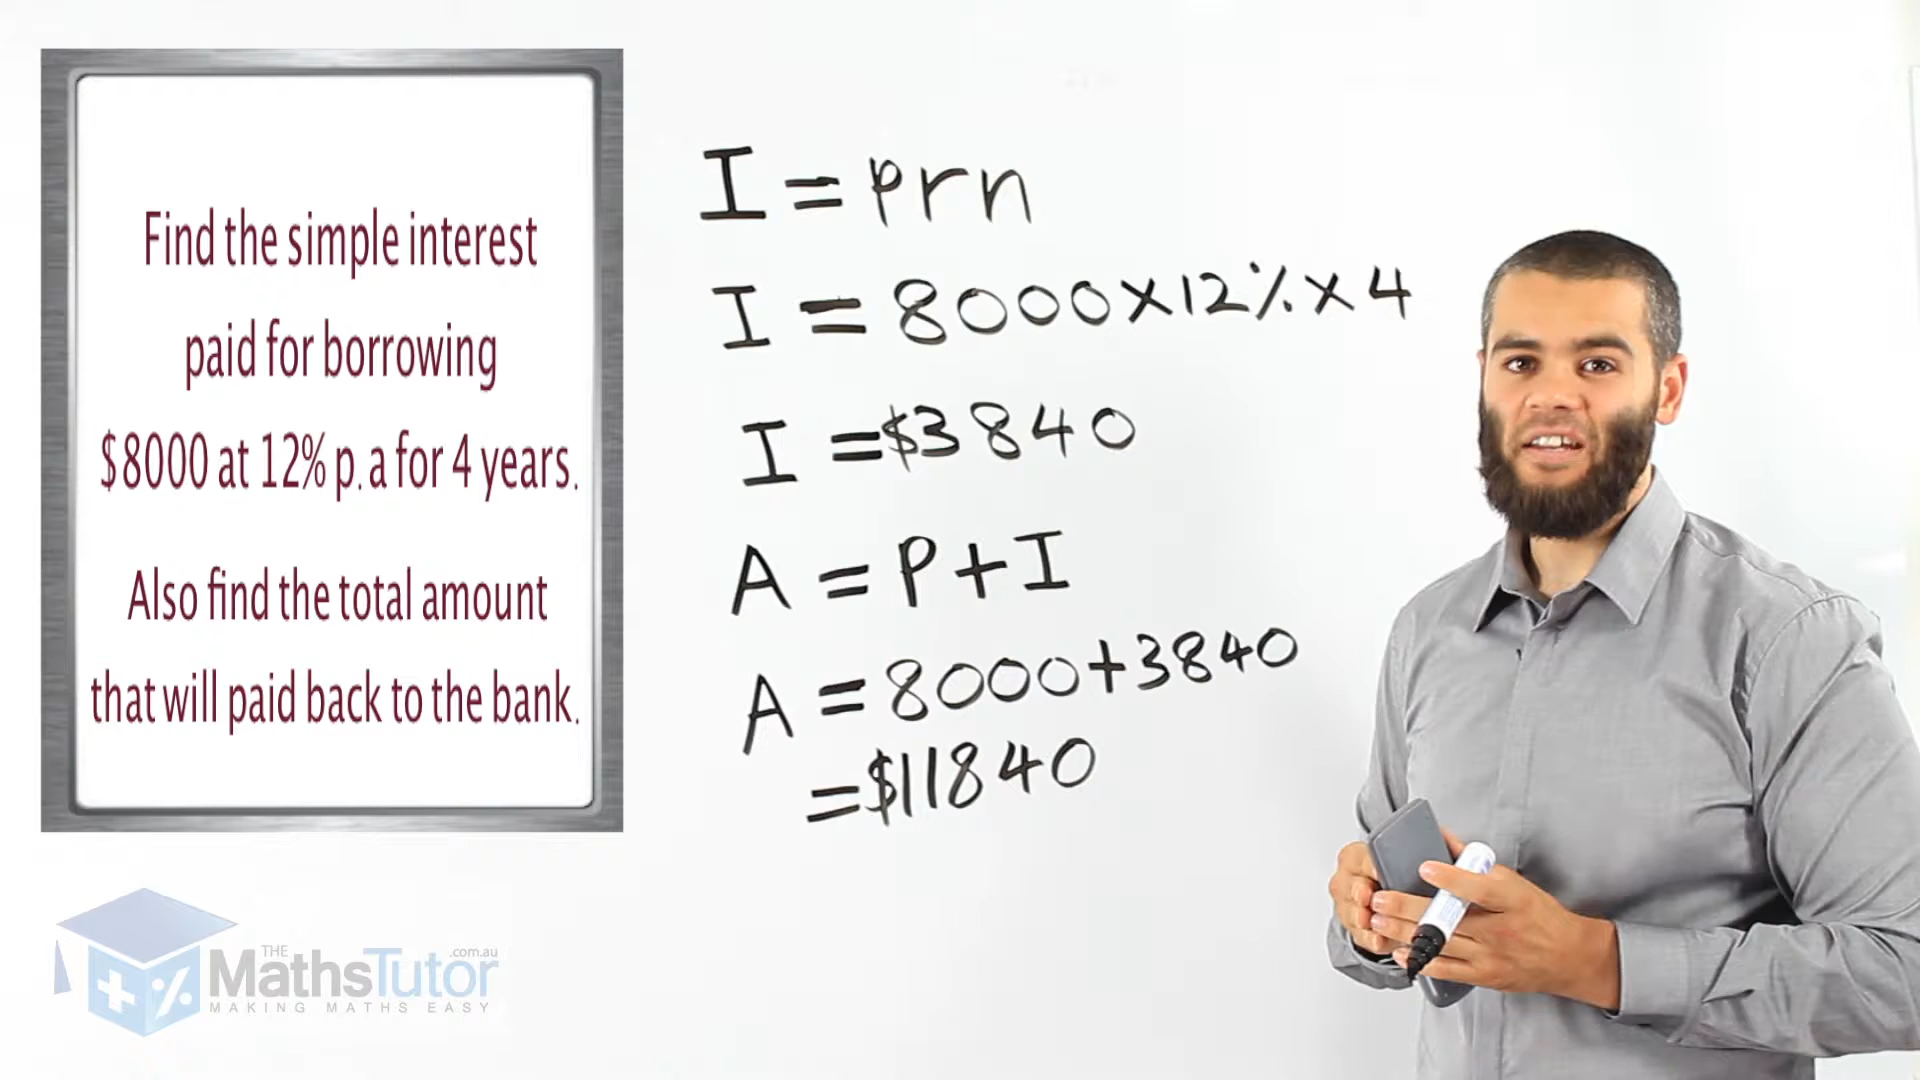 Find the simple interest
paid for borrowing
$8000 at 12% p. a for 4 years.
Also find the total amount
that will paid back to the bank.
I = prn
I = 8000 x 12% x 4
I = $3840
A = P + I
A = 8000 + 3840
= $11840
THE
MathsTutor .com.au
MAKING MATHS EASY